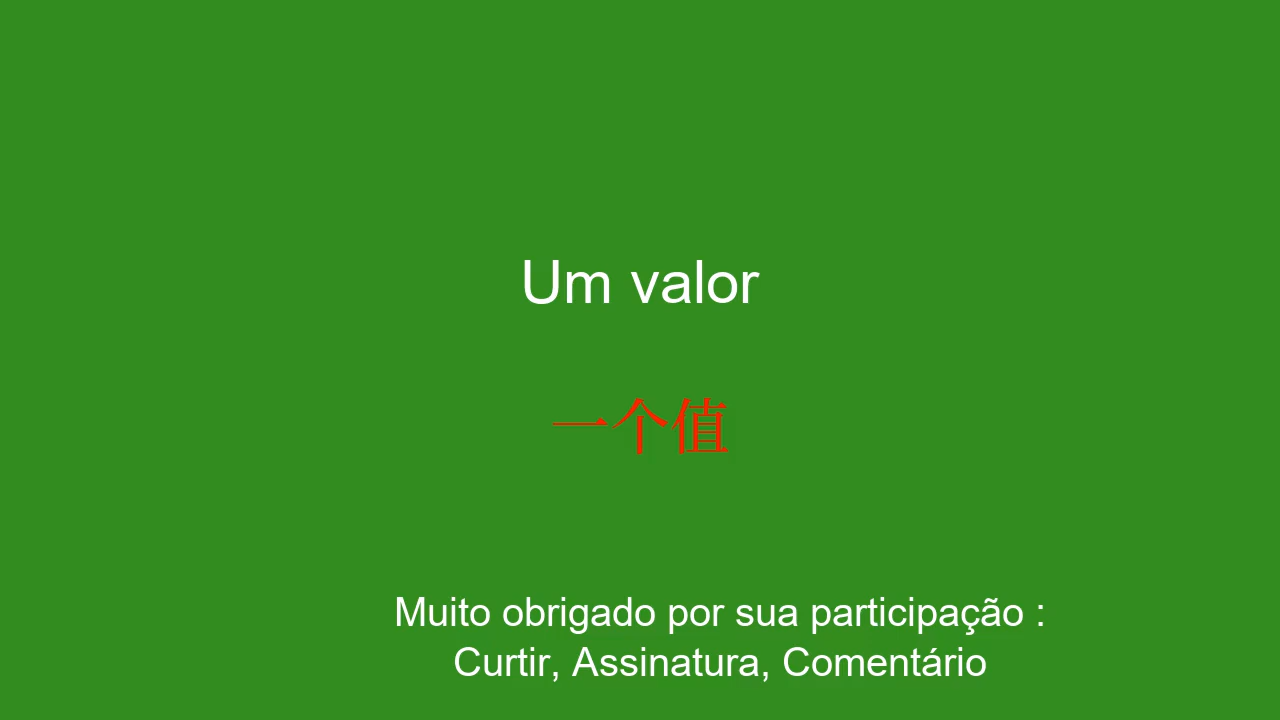 Um valor
一个值
Muito obrigado por sua participação :
Curtir, Assinatura, Comentário